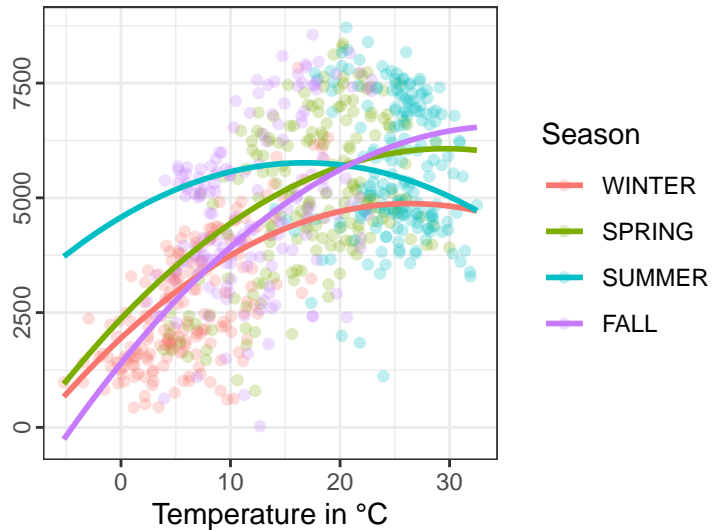 7500
5000
2500
0
0 10 20 30
Temperature in °C
Season
WINTER
SPRING
SUMMER
FALL